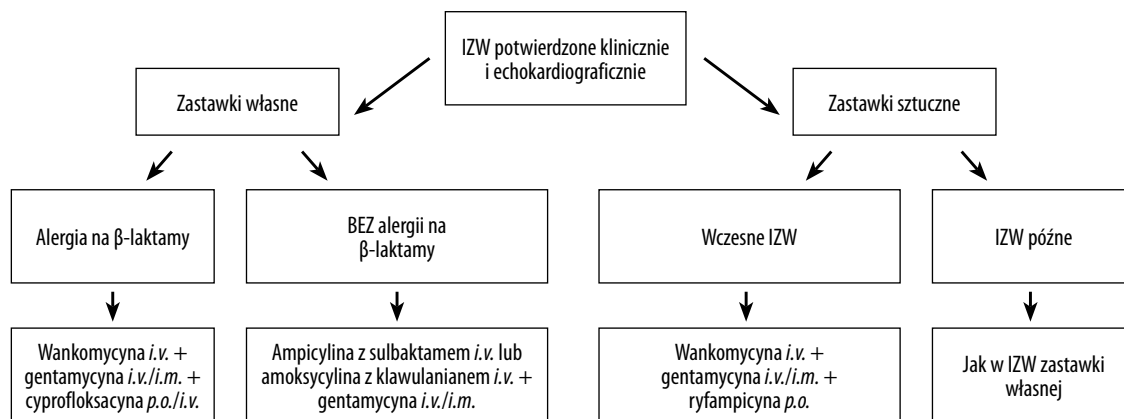 IZW potwierdzone klinicznie
i echokardiograficznie
Zastawki własne
Zastawki sztuczne
Alergia na β-laktamy
BEZ alergii na
β-laktamy
Wczesne IZW
IZW późne
Wankomycyna i.v. +
gentamycyna i.v./i.m. +
cyprofloksacyna p.o./i.v.
Ampicylina z sulbaktamem i.v. lub
amoksycylina z klawulanianem i.v. +
gentamycyna i.v./i.m.
Wankomycyna i.v. +
gentamycyna i.v./i.m. +
ryfampicyna p.o.
Jak w IZW zastawki
własnej